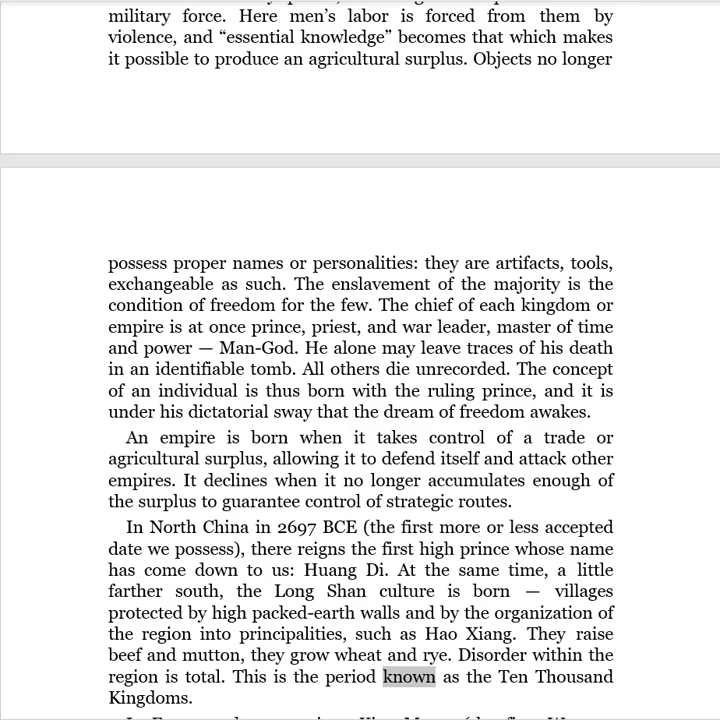 military force. Here men’s labor is forced from them by
violence, and “essential knowledge” becomes that which makes
it possible to produce an agricultural surplus. Objects no longer
possess proper names or personalities: they are artifacts, tools,
exchangeable as such. The enslavement of the majority is the
condition of freedom for the few. The chief of each kingdom or
empire is at once prince, priest, and war leader, master of time
and power — Man-God. He alone may leave traces of his death
in an identifiable tomb. All others die unrecorded. The concept
of an individual is thus born with the ruling prince, and it is
under his dictatorial sway that the dream of freedom awakes.
An empire is born when it takes control of a trade or
agricultural surplus, allowing it to defend itself and attack other
empires. It declines when it no longer accumulates enough of
the surplus to guarantee control of strategic routes.
In North China in 2697 BCE (the first more or less accepted
date we possess), there reigns the first high prince whose name
has come down to us: Huang Di. At the same time, a little
farther south, the Long Shan culture is born — villages
protected by high packed-earth walls and by the organization of
the region into principalities, such as Hao Xiang. They raise
beef and mutton, they grow wheat and rye. Disorder within the
region is total. This is the period known as the Ten Thousand
Kingdoms.